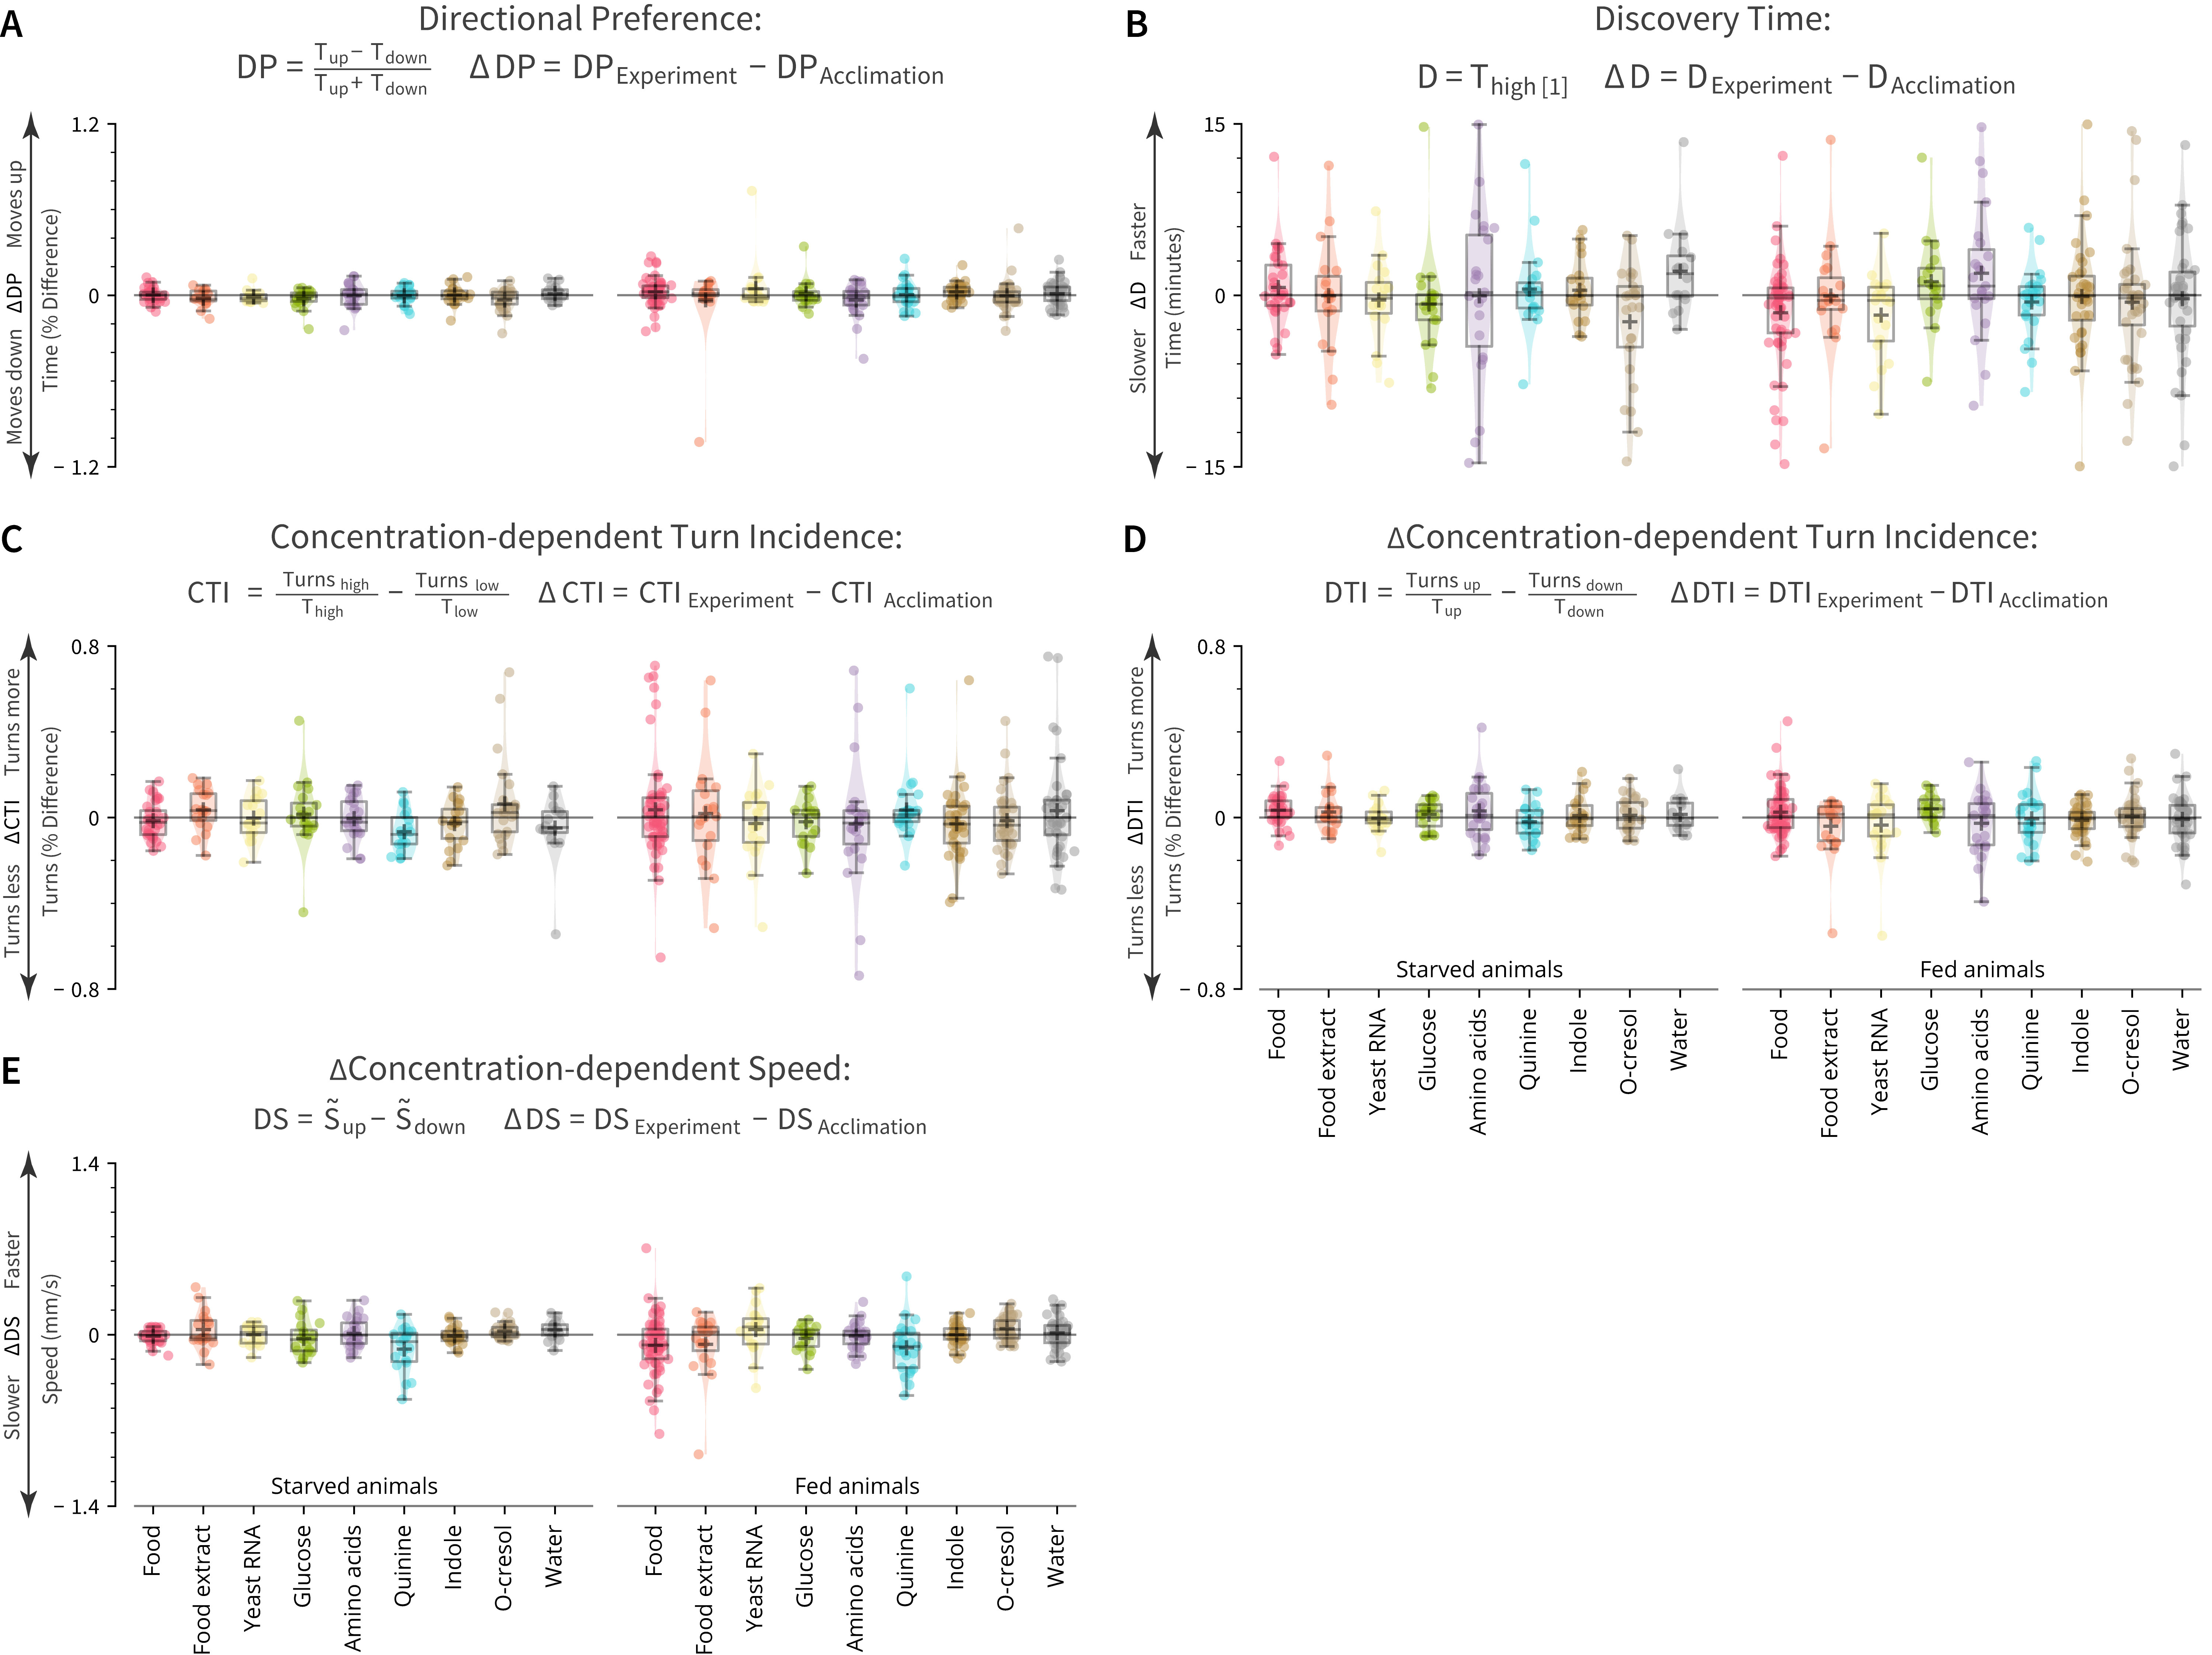 A
Directional Preference:
DP = T up − T down / T up + T down    Δ DP = DP Experiment − DP Acclimation
Moves down ΔDP Moves up
Time (% Difference)
1.2
0
− 1.2
B
Discovery Time:
D = T high [1]    Δ D = D Experiment − D Acclimation
Slower ΔD Faster
Time (minutes)
15
0
− 15
C
Concentration-dependent Turn Incidence:
CTI = Turns high / T high − Turns low / T low    Δ CTI = CTI Experiment − CTI Acclimation
Turns less ΔCTI Turns more
Turns (% Difference)
0.8
0
− 0.8
D
ΔConcentration-dependent Turn Incidence:
DTI = Turns up / T up − Turns down / T down    Δ DTI = DTI Experiment − DTI Acclimation
Turns less ΔDTI Turns more
Turns (% Difference)
0.8
0
− 0.8
Starved animals
Fed animals
Food
Food extract
Yeast RNA
Glucose
Amino acids
Quinine
Indole
O-cresol
Water
Food
Food extract
Yeast RNA
Glucose
Amino acids
Quinine
Indole
O-cresol
Water
E
ΔConcentration-dependent Speed:
DS = S̃ up − S̃ down    Δ DS = DS Experiment − DS Acclimation
Slower ΔDS Faster
Speed (mm/s)
1.4
0
− 1.4
Starved animals
Fed animals
Food
Food extract
Yeast RNA
Glucose
Amino acids
Quinine
Indole
O-cresol
Water
Food
Food extract
Yeast RNA
Glucose
Amino acids
Quinine
Indole
O-cresol
Water